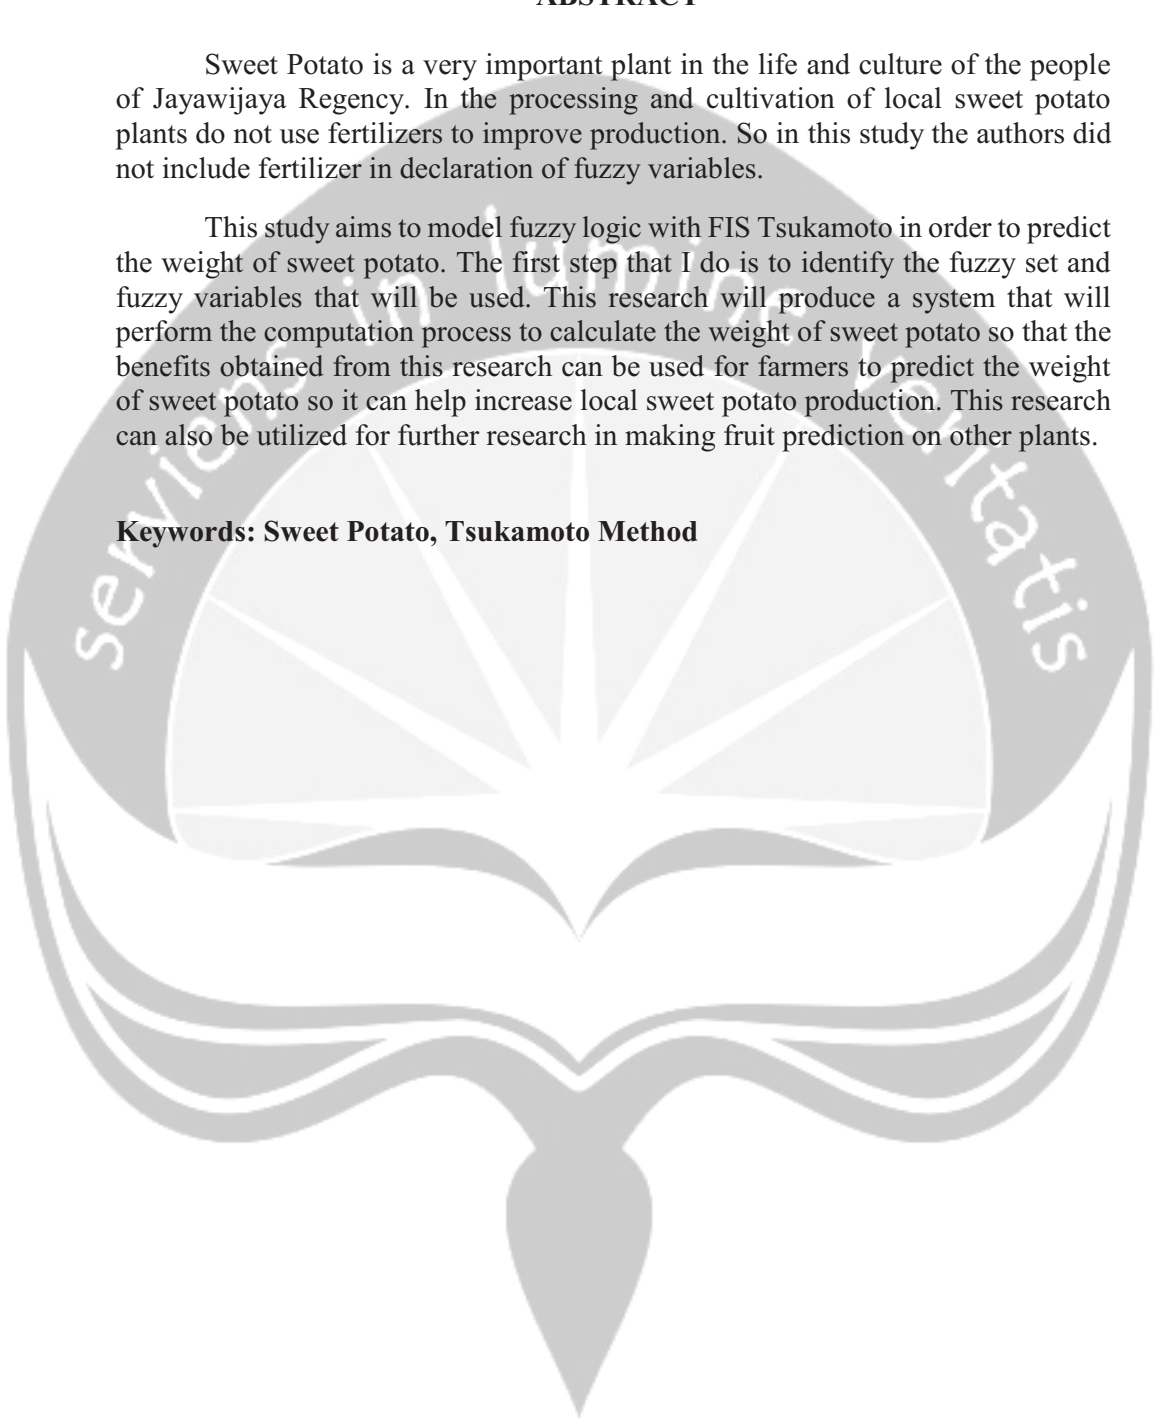 ABSTRACT
Sweet Potato is a very important plant in the life and culture of the people
of Jayawijaya Regency. In the processing and cultivation of local sweet potato
plants do not use fertilizers to improve production. So in this study the authors did
not include fertilizer in declaration of fuzzy variables.
This study aims to model fuzzy logic with FIS Tsukamoto in order to predict
the weight of sweet potato. The first step that I do is to identify the fuzzy set and
fuzzy variables that will be used. This research will produce a system that will
perform the computation process to calculate the weight of sweet potato so that the
benefits obtained from this research can be used for farmers to predict the weight
of sweet potato so it can help increase local sweet potato production. This research
can also be utilized for further research in making fruit prediction on other plants.
Keywords: Sweet Potato, Tsukamoto Method
serviens in lumine veritatis